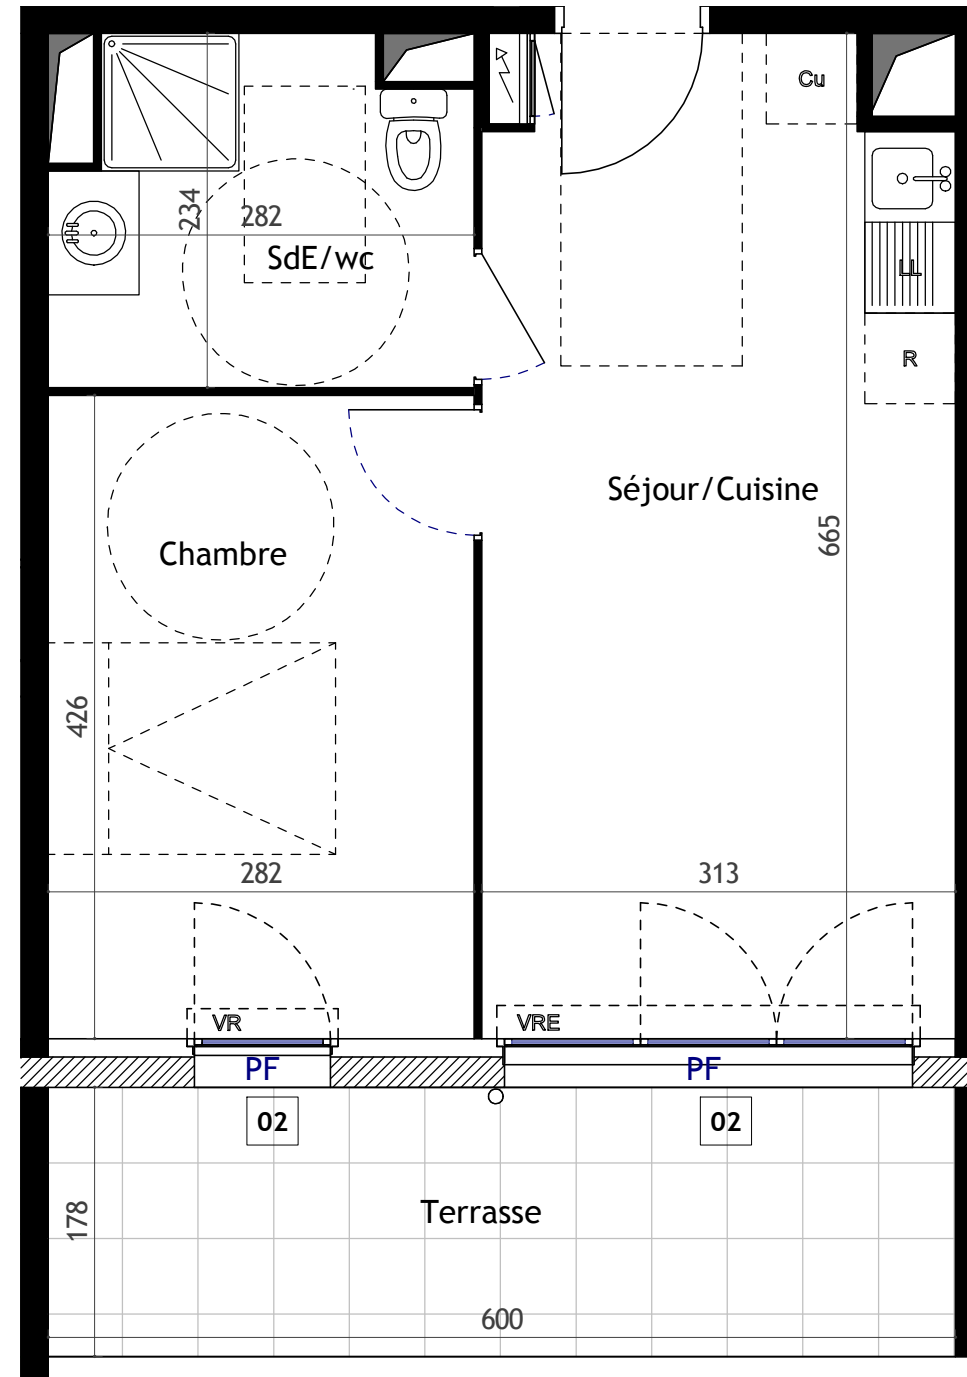 Cu
234
282
SdE/wc
LL
R
Séjour/Cuisine
665
Chambre
426
282
313
VR
VRE
PF
PF
02
02
178
Terrasse
600